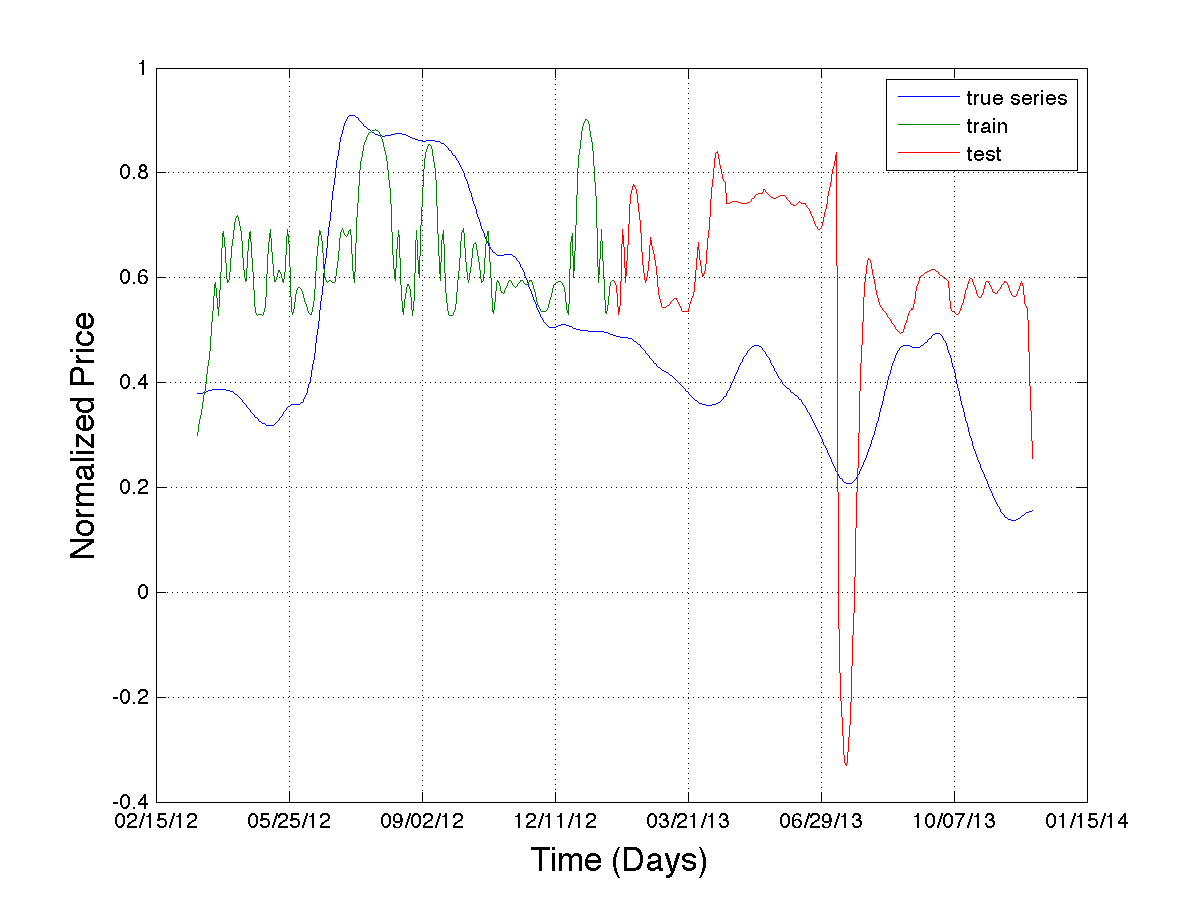 Normalized Price
1
0.8
0.6
0.4
0.2
0
-0.2
-0.4
true series
train
test
02/15/12 05/25/12 09/02/12 12/11/12 03/21/13 06/29/13 10/07/13 01/15/14
Time (Days)